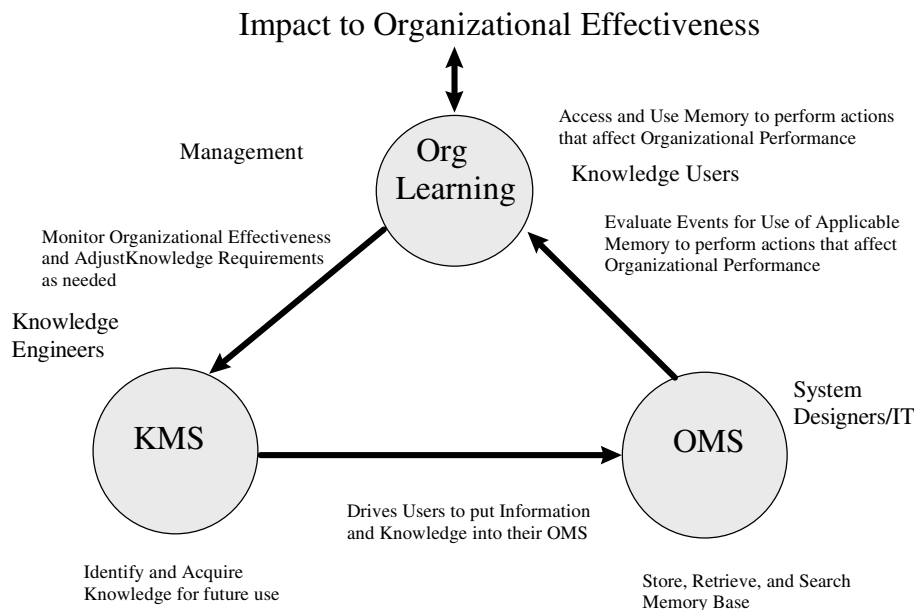 Impact to Organizational Effectiveness
Access and Use Memory to perform actions
that affect Organizational Performance
Management
Org
Learning
Knowledge Users
Monitor Organizational Effectiveness
and AdjustKnowledge Requirements
as needed
Evaluate Events for Use of Applicable
Memory to perform actions that affect
Organizational Performance
Knowledge
Engineers
System
Designers/IT
KMS
OMS
Drives Users to put Information
and Knowledge into their OMS
Identify and Acquire
Knowledge for future use
Store, Retrieve, and Search
Memory Base